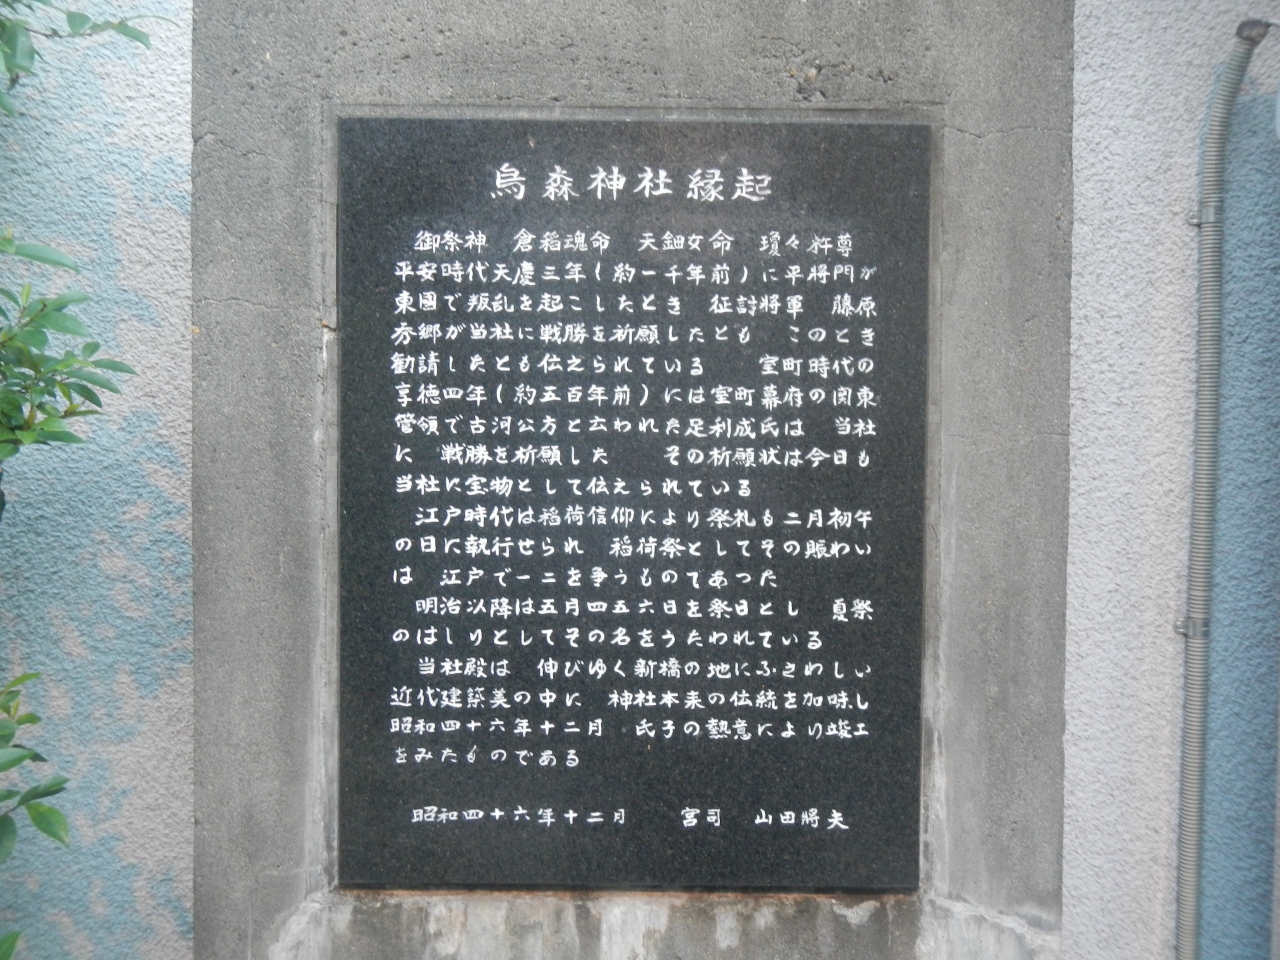 烏森神社縁起
御祭神　倉稲魂命　天鈿女命　瓊々杵尊
平安時代天慶三年(約一千年前)に平將門が
東國で叛乱を起こしたとき　征討將軍　藤原
秀郷が当社に戦勝を祈願したとも　このとき
勧請したとも伝えられている　　室町時代の
享徳四年(約五百年前)には室町幕府の関東
管領で古河公方と云われた足利成氏は　当社
に　戦勝を祈願した　　その祈願状は今日も
当社に宝物として伝えられている
江戸時代は稲荷信仰により祭礼も二月初午
の日に執行せられ　稲荷祭としてその賑わい
は　江戸で一二を争うものであつた
明治以降は五月四五六日を祭日とし　夏祭
のはしりとしてその名をうたわれている
当社殿は　伸びゆく新橋の地にふさわしい
近代建築美の中に　神社本来の伝統を加味し
昭和四十六年十二月　氏子の熱意により竣工
をみたものである
昭和四十六年十二月　　宮司　山田將夫